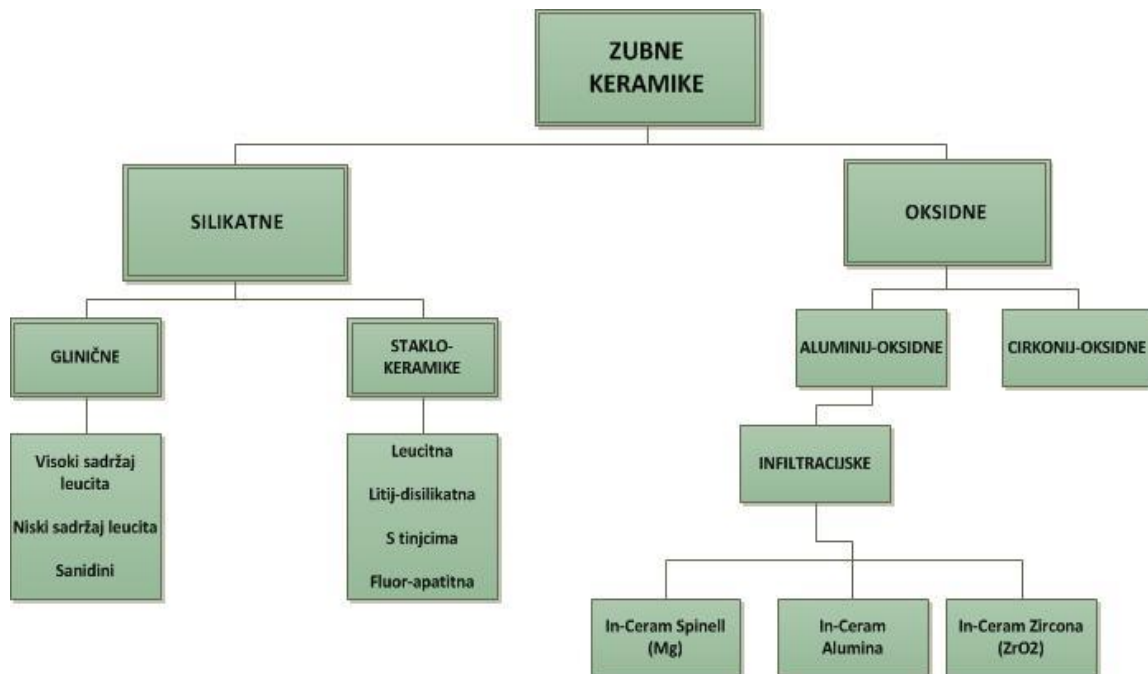 ZUBNE
KERAMIKE
SILIKATNE
OKSIDNE
GLINIČNE
STAKLO-
KERAMIKE
ALUMINIJ-OKSIDNE
CIRKONIJ-OKSIDNE
Visoki sadržaj
leucita
Niski sadržaj leucita
Sanidini
Leucitna
Litij-disilikatna
S tinjcima
Fluor-apatitna
INFILTRACIJSKE
In-Ceram Spinell
(Mg)
In-Ceram
Alumina
In-Ceram Zircona
(ZrO2)